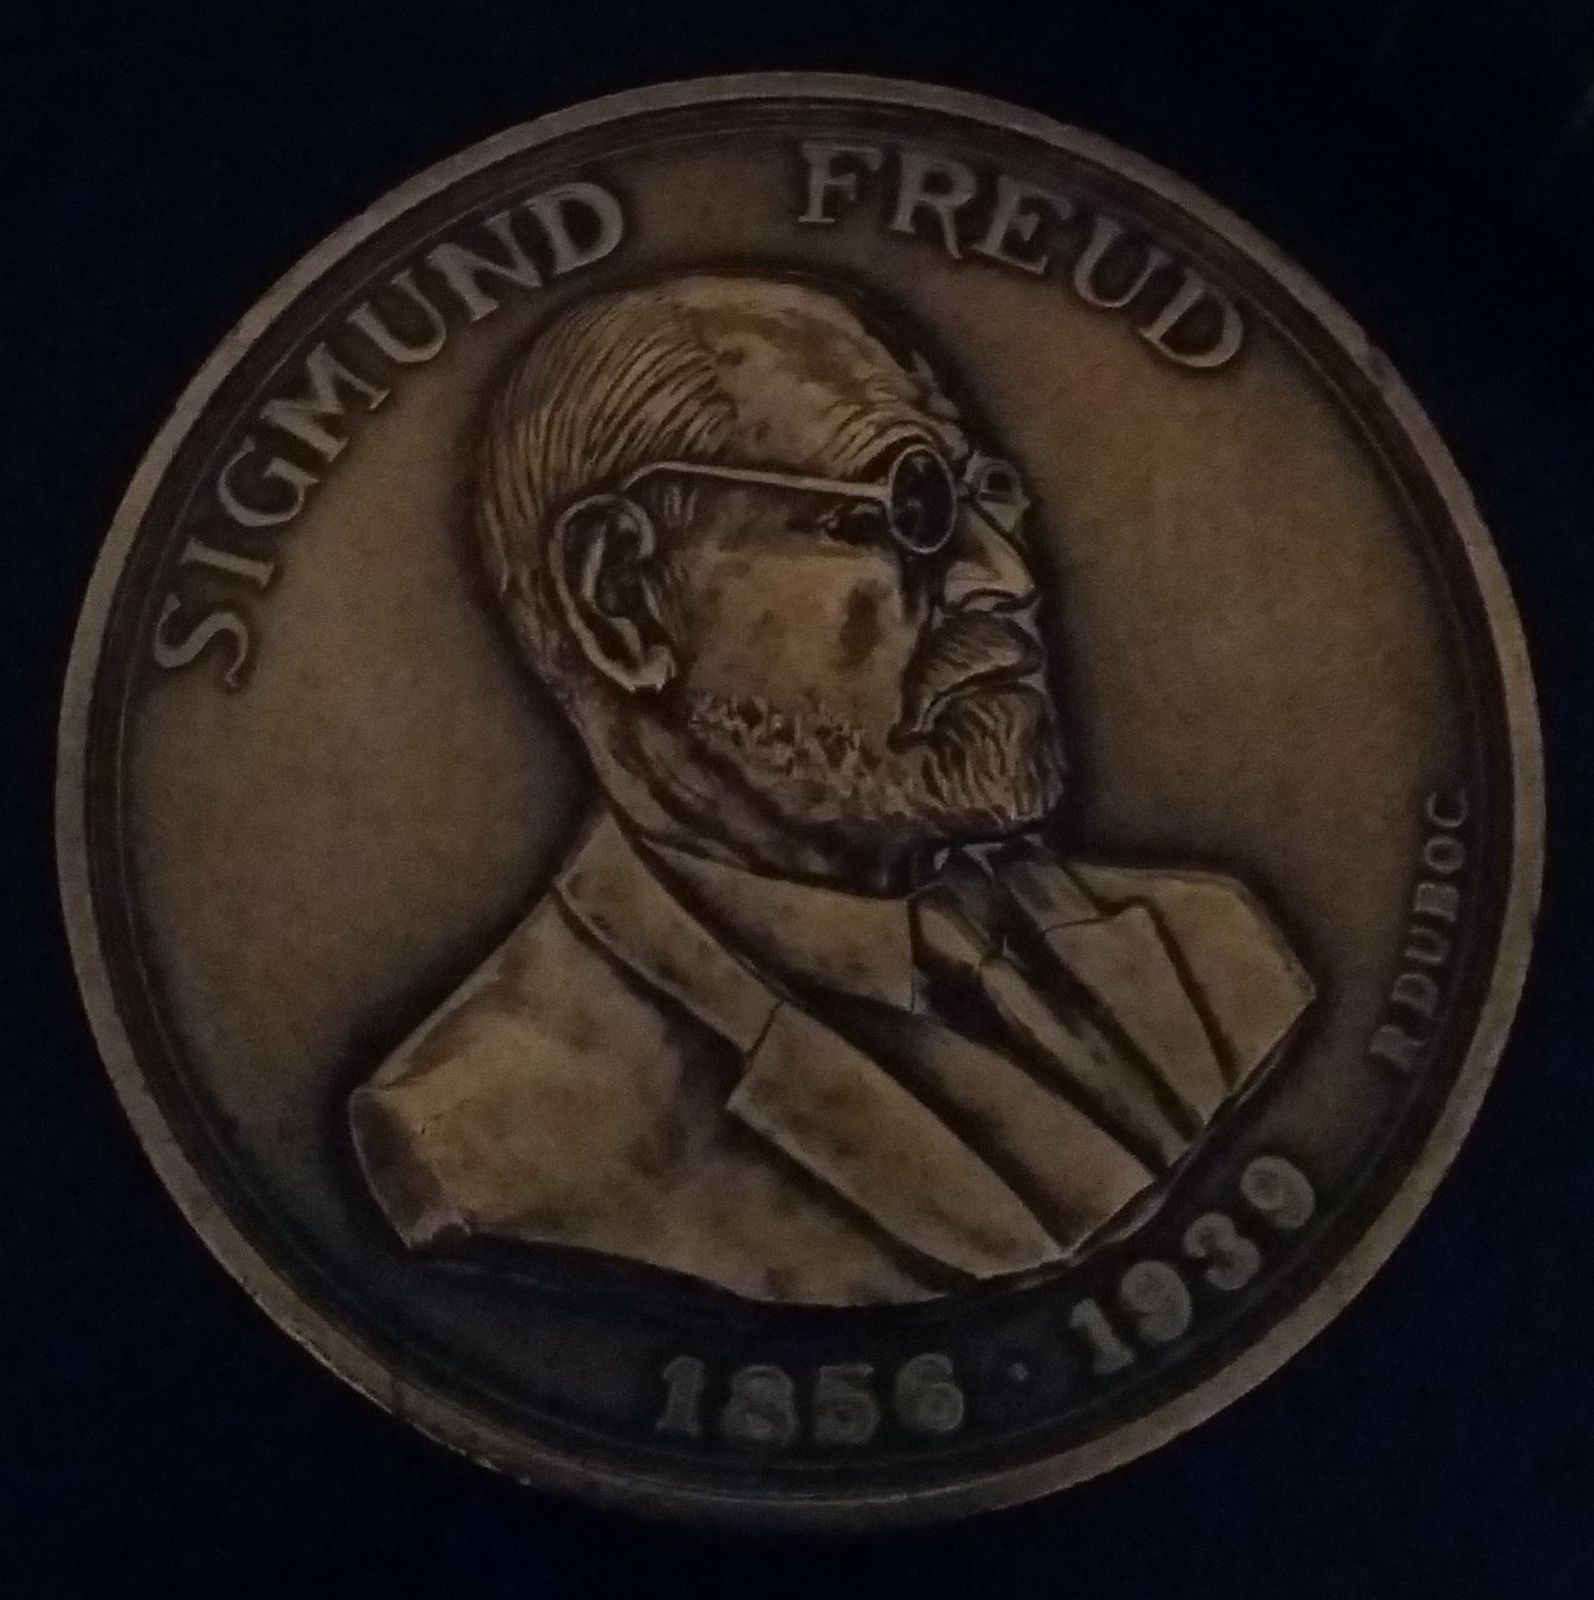 SIGMUND FREUD
R DUBOC
1856 · 1939